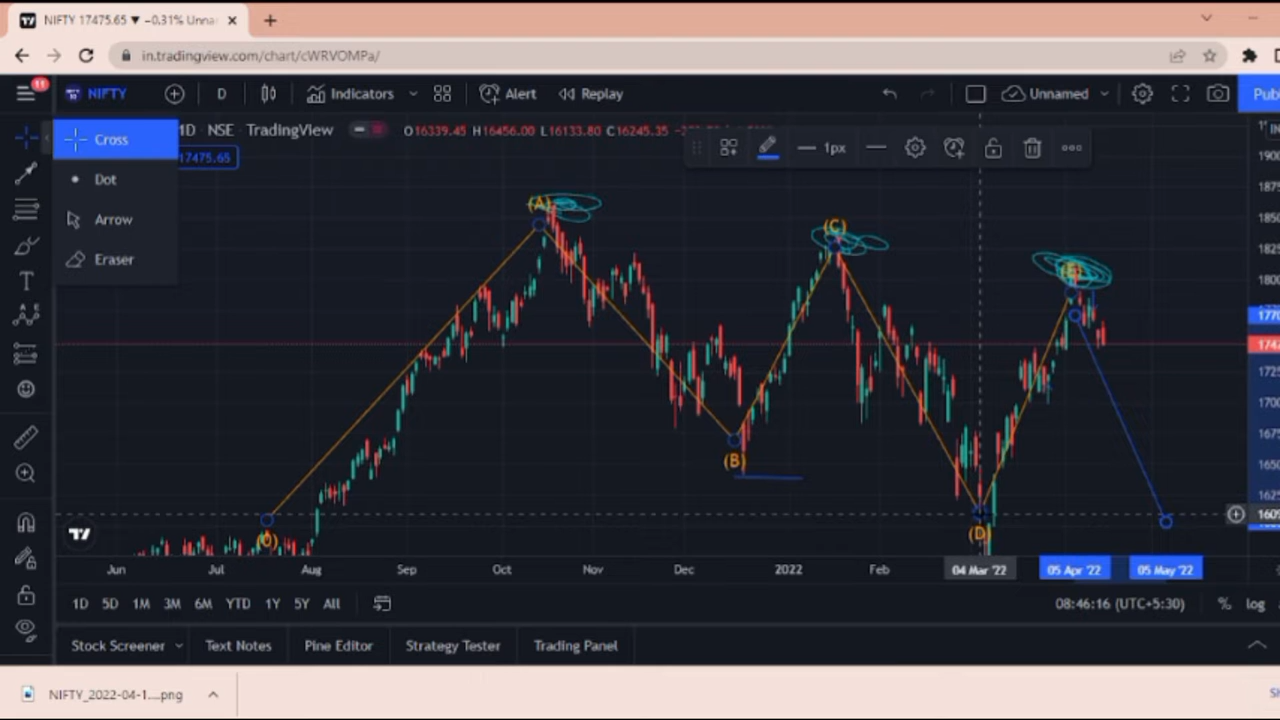 NIFTY 17475.65 ▼ −0.31% Unna
in.tradingview.com/chart/cWRVOMPa/
11
NIFTY D Indicators Alert Replay Unnamed Pub
Cross
Dot
Arrow
Eraser
1D NSE TradingView O16339.45 H16456.00 L16133.80 C16245.35
17475.65
1px
(A)
(C)
(B)
(D)
T
Jun Jul Aug Sep Oct Nov Dec 2022 Feb 04 Mar '22 05 Apr '22 05 May '22
1D 5D 1M 3M 6M YTD 1Y 5Y All 08:46:16 (UTC+5:30) % log
Stock Screener Text Notes Pine Editor Strategy Tester Trading Panel
NIFTY_2022-04-1....png